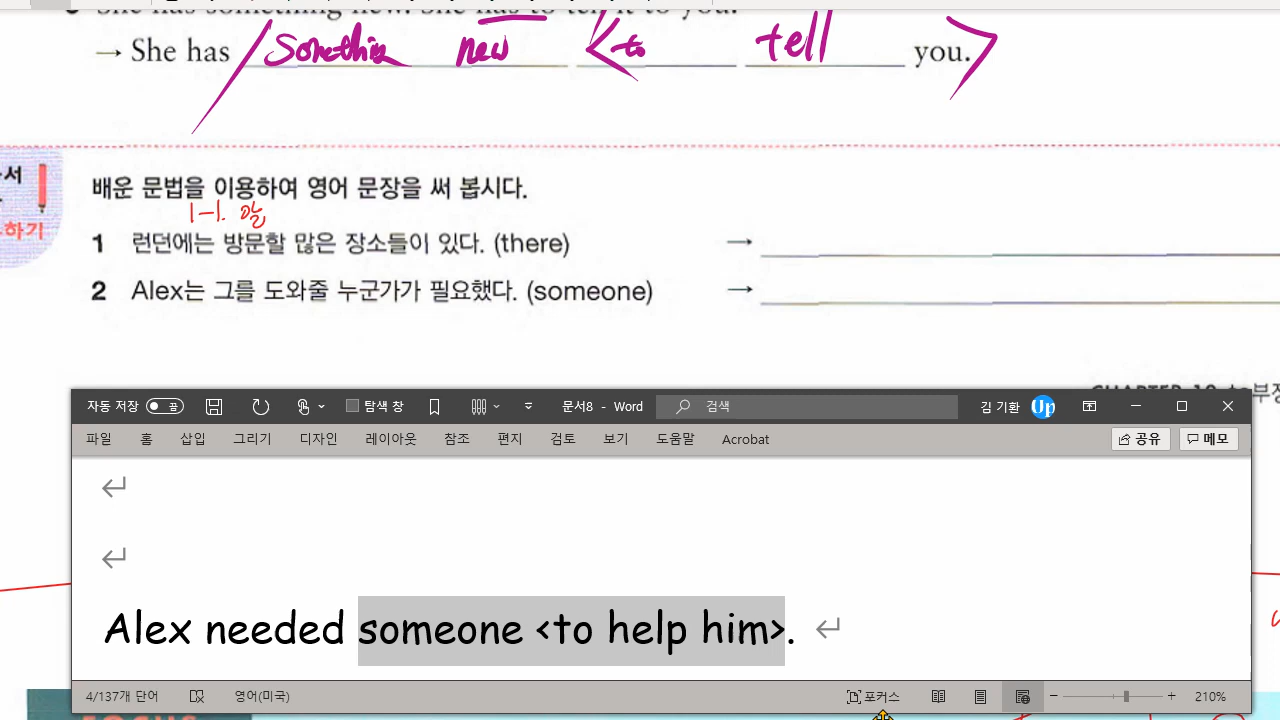 She has something new. She has to tell it to you.
→ She has something new <to tell you.>
배운 문법을 이용하여 영어 문장을 써 봅시다.
1-1. 할
1 런던에는 방문할 많은 장소들이 있다. (there) →
2 Alex는 그를 도와줄 누군가가 필요했다. (someone) →
하기
자동 저장 끔 탐색 창 문서8 - Word 검색 김 기환 Up
파일 홈 삽입 그리기 디자인 레이아웃 참조 편지 검토 보기 도움말 Acrobat 공유 메모
Alex needed someone <to help him>.
4/137개 단어 영어(미국) 포커스 210%